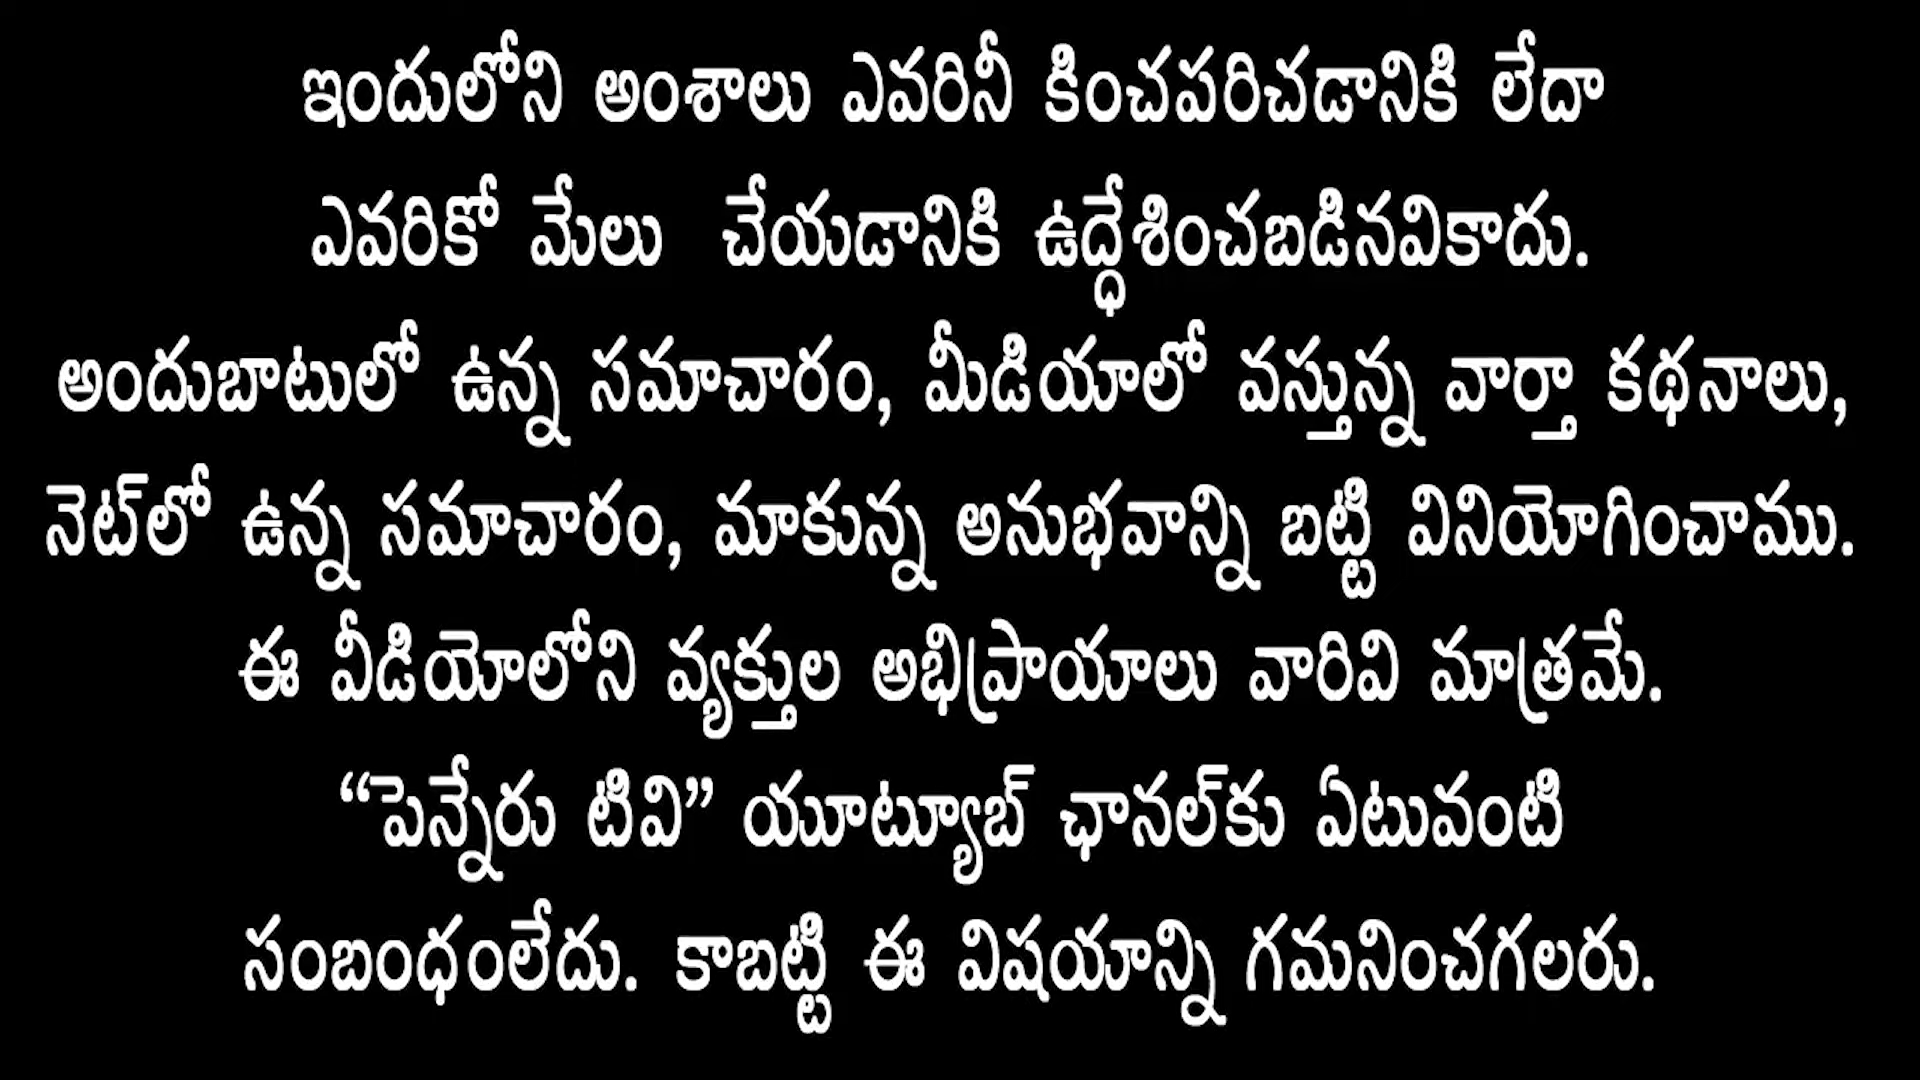 ఇందులోని అంశాలు ఎవరినీ కించపరిచడానికి లేదా
ఎవరికో మేలు చేయడానికి ఉద్ధేశించబడినవికాదు.
అందుబాటులో ఉన్న సమాచారం, మీడియాలో వస్తున్న వార్తా కథనాలు,
నెట్‌లో ఉన్న సమాచారం, మాకున్న అనుభవాన్ని బట్టి వినియోగించాము.
ఈ వీడియోలోని వ్యక్తుల అభిప్రాయాలు వారివి మాత్రమే.
“పెన్నేరు టివి” యూట్యూబ్ ఛానల్‌కు ఏటువంటి
సంబంధంలేదు. కాబట్టి ఈ విషయాన్ని గమనించగలరు.